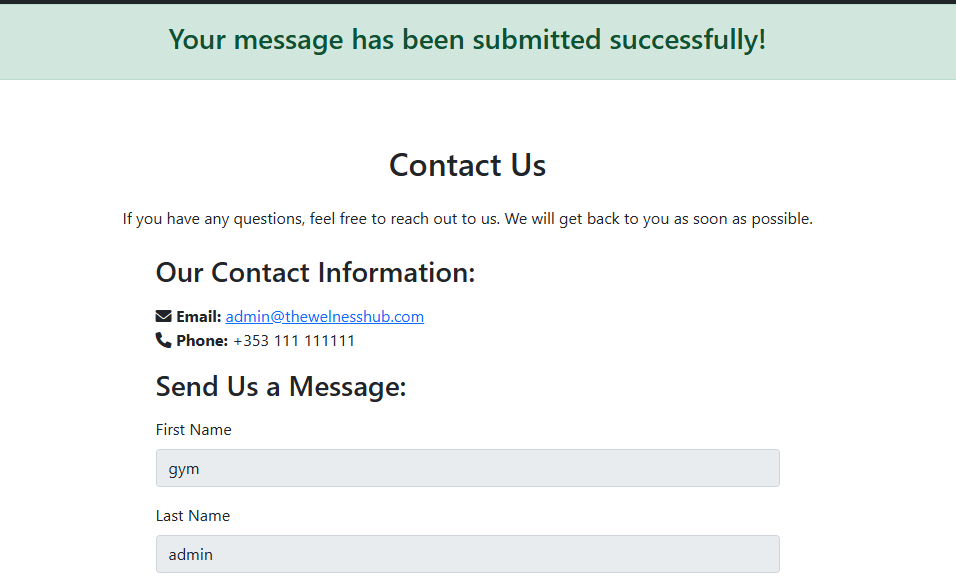 Your message has been submitted successfully!
Contact Us
If you have any questions, feel free to reach out to us. We will get back to you as soon as possible.
Our Contact Information:
Email: admin@thewelnesshub.com
Phone: +353 111 111111
Send Us a Message:
First Name
gym
Last Name
admin